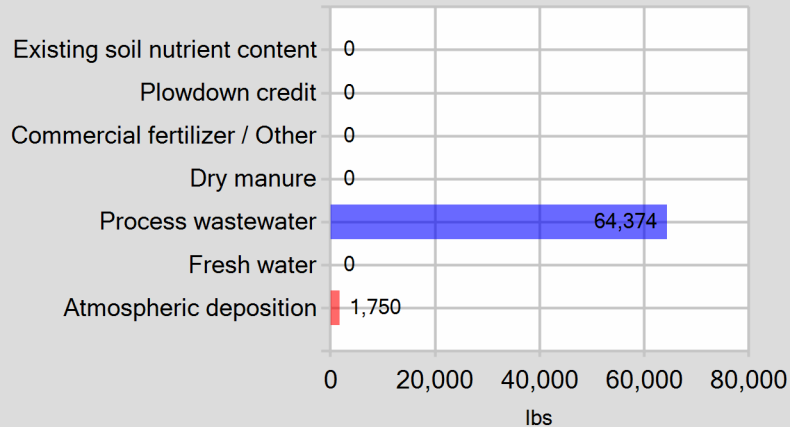 Existing soil nutrient content 0
Plowdown credit 0
Commercial fertilizer / Other 0
Dry manure 0
Process wastewater 64,374
Fresh water 0
Atmospheric deposition 1,750
0 20,000 40,000 60,000 80,000
lbs